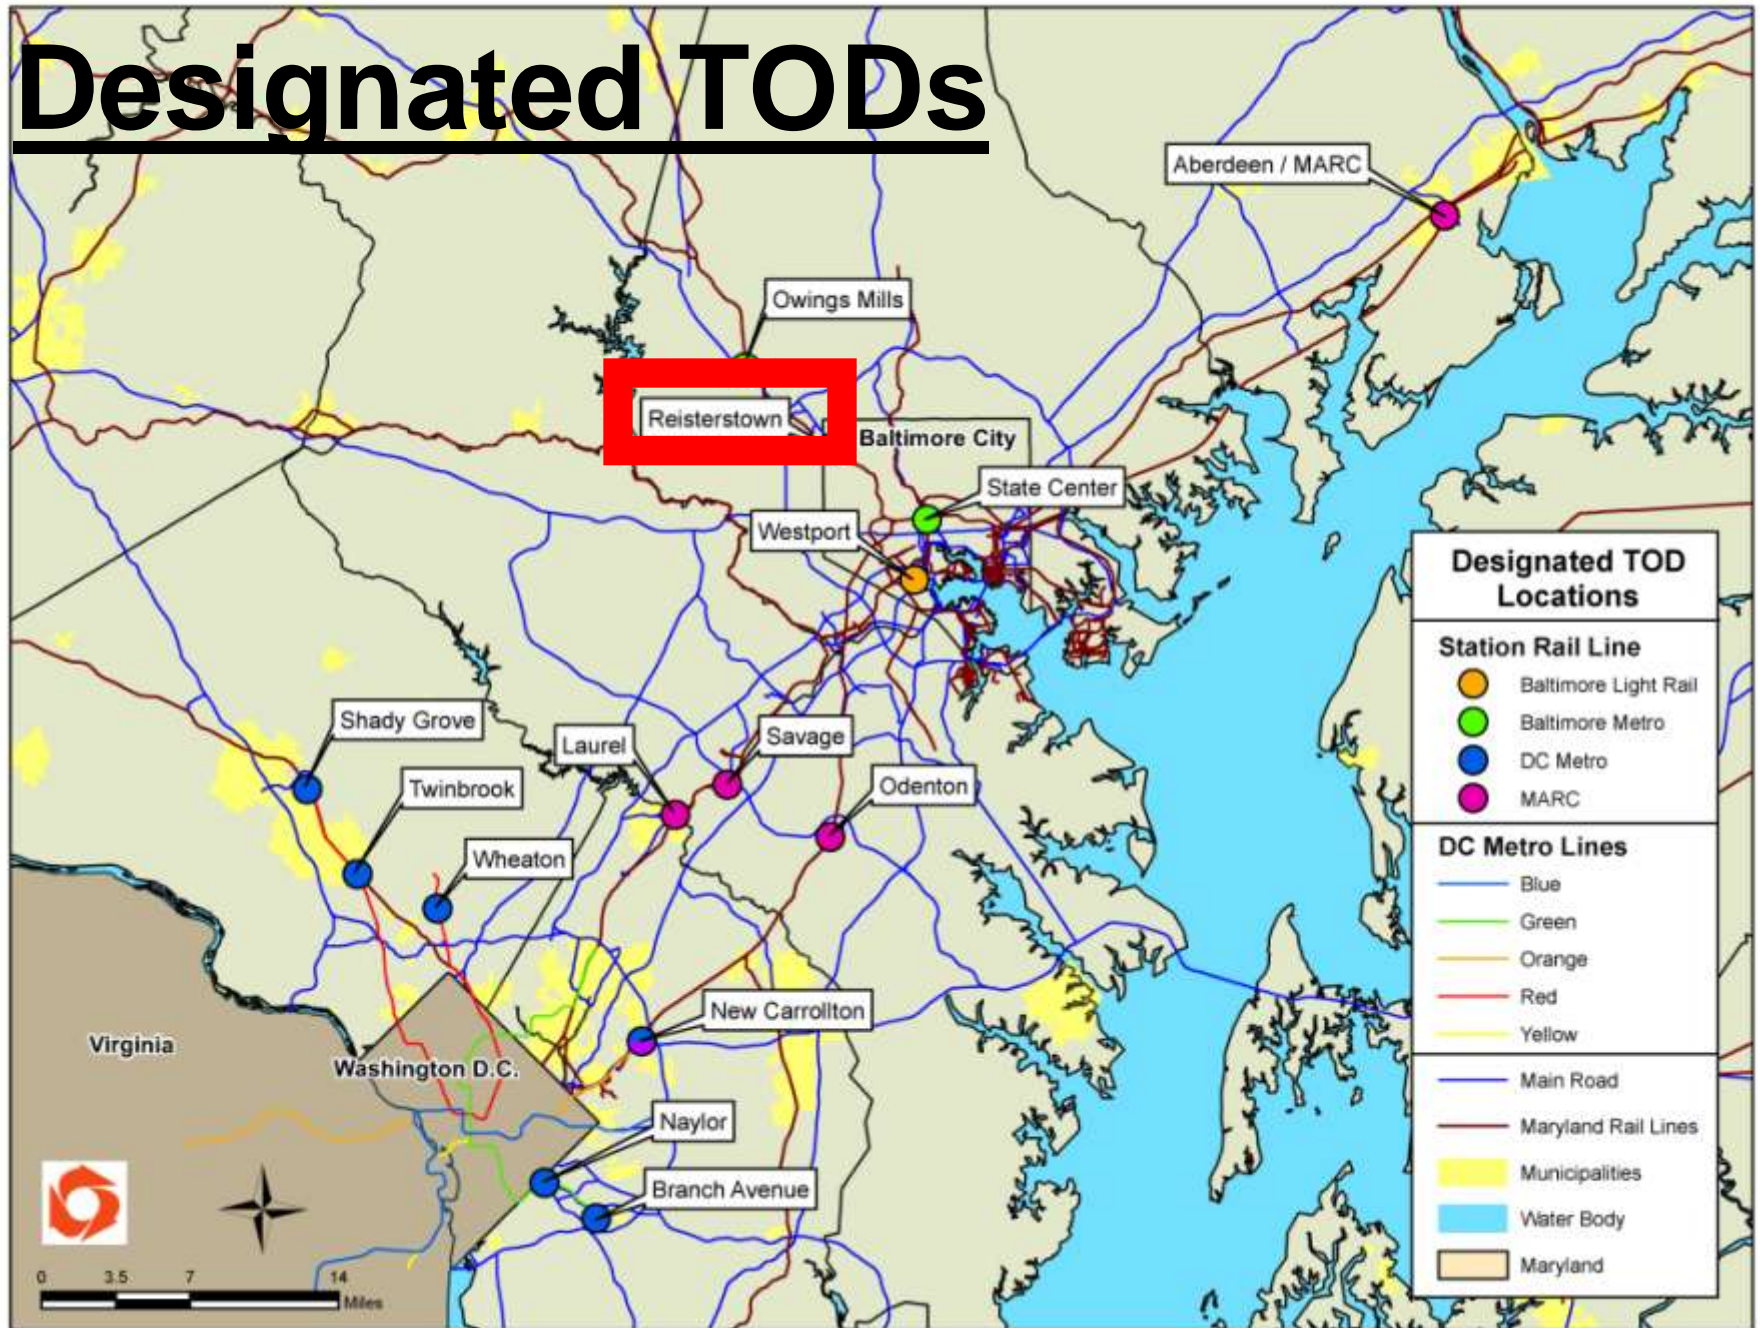 Designated TODs
Aberdeen / MARC
Owings Mills
Reisterstown
Baltimore City
State Center
Westport
Shady Grove
Laurel
Savage
Twinbrook
Odenton
Wheaton
New Carrollton
Virginia
Washington D.C.
Naylor
Branch Avenue
0 3.5 7 14
Miles
Designated TOD
Locations
Station Rail Line
Baltimore Light Rail
Baltimore Metro
DC Metro
MARC
DC Metro Lines
Blue
Green
Orange
Red
Yellow
Main Road
Maryland Rail Lines
Municipalities
Water Body
Maryland